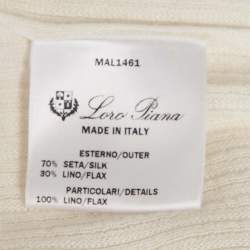 MAL1461
Loro Piana
MADE IN ITALY
ESTERNO/OUTER
70% SETA/SILK
30% LINO/FLAX
PARTICOLARI/DETAILS
100% LINO/FLAX